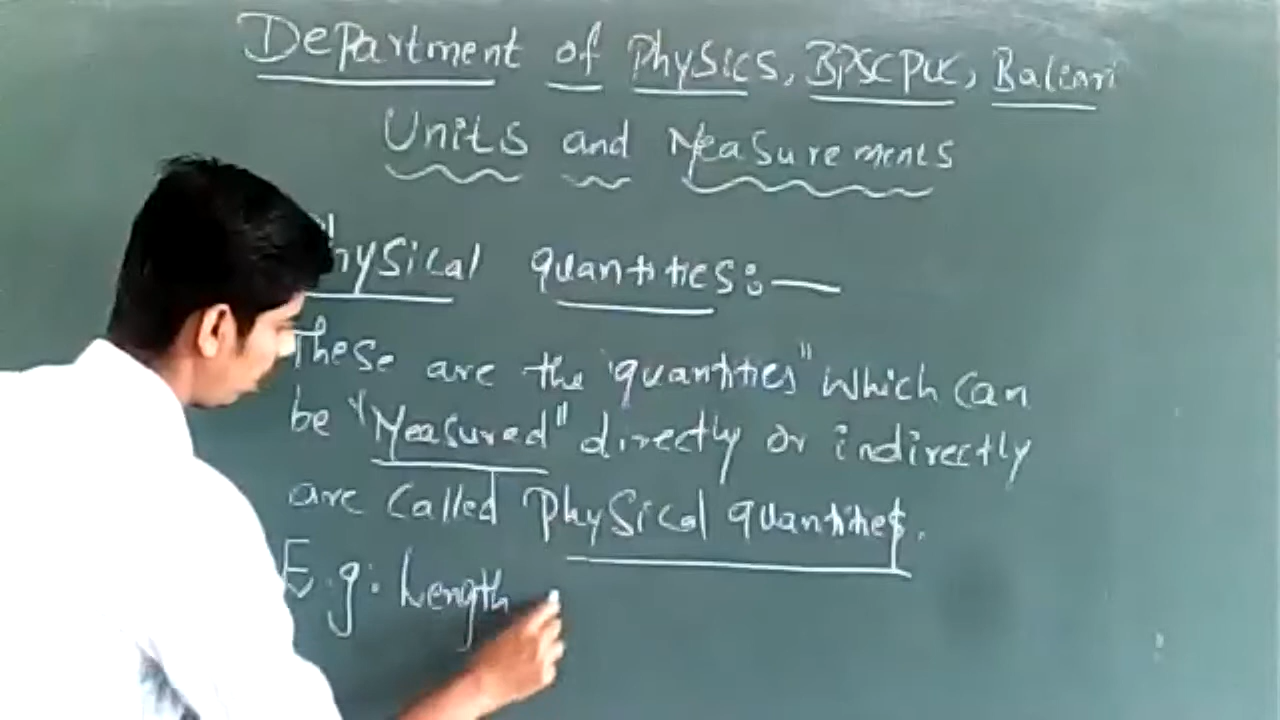 Department of Physics, BPSCPUC, Ballari
Units and Measurements
Physical quantities:—
These are the "quantities" which can
be "Measured" directly or indirectly
are called physical quantities.
E.g: Length